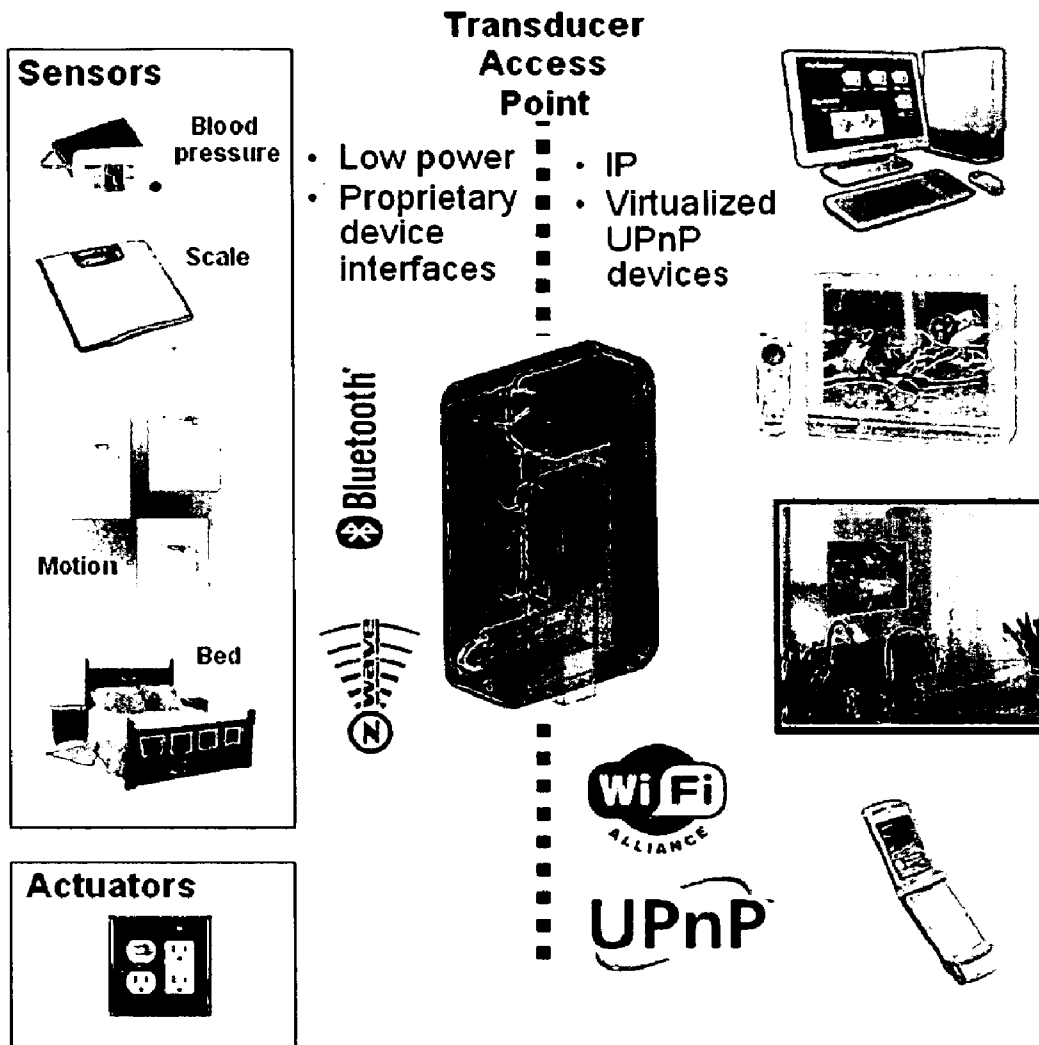 Transducer
Access
Point
Sensors
Blood
pressure
Scale
Motion
Bed
• Low power
• Proprietary
device
interfaces
• IP
• Virtualized
UPnP
devices
Bluetooth®
Z wave
Wi Fi
ALLIANCE
UPnP
Actuators